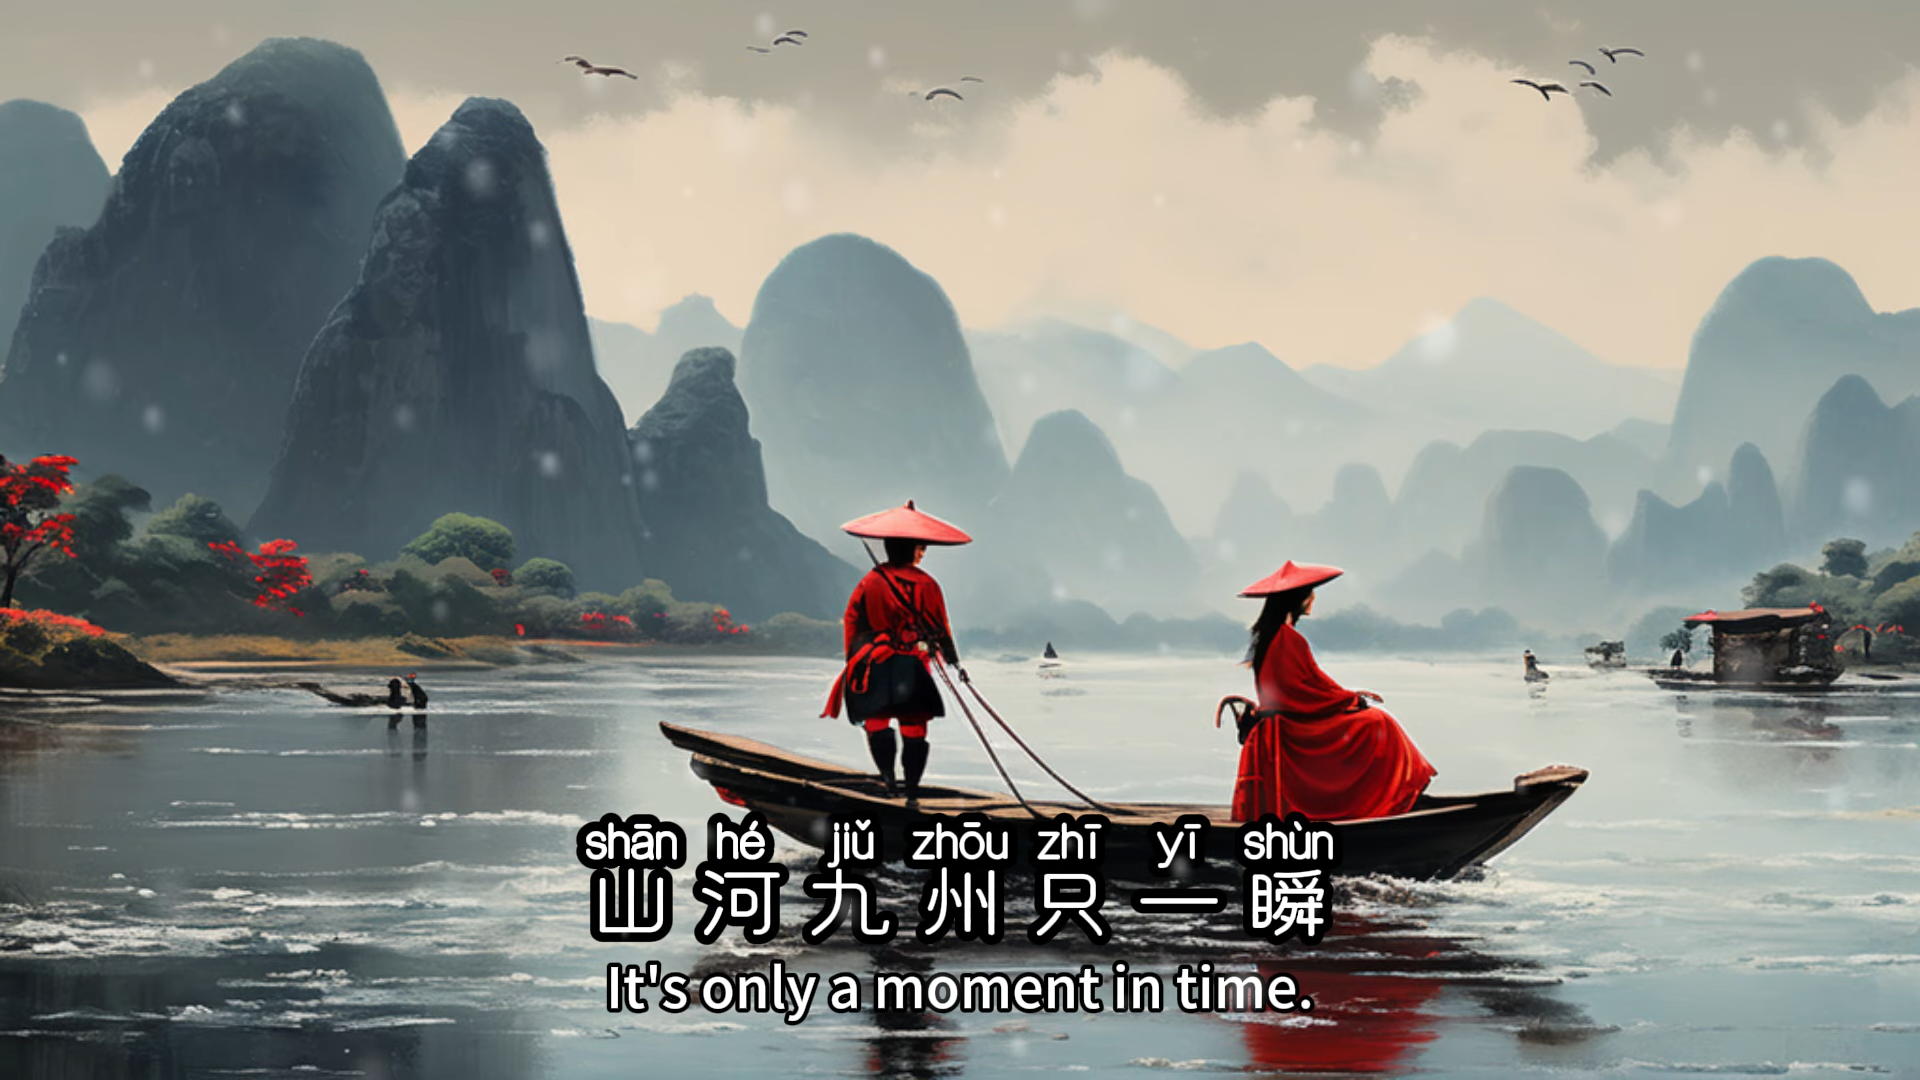 shān hé jiǔ zhōu zhī yī shùn
山河九州只一瞬
It's only a moment in time.